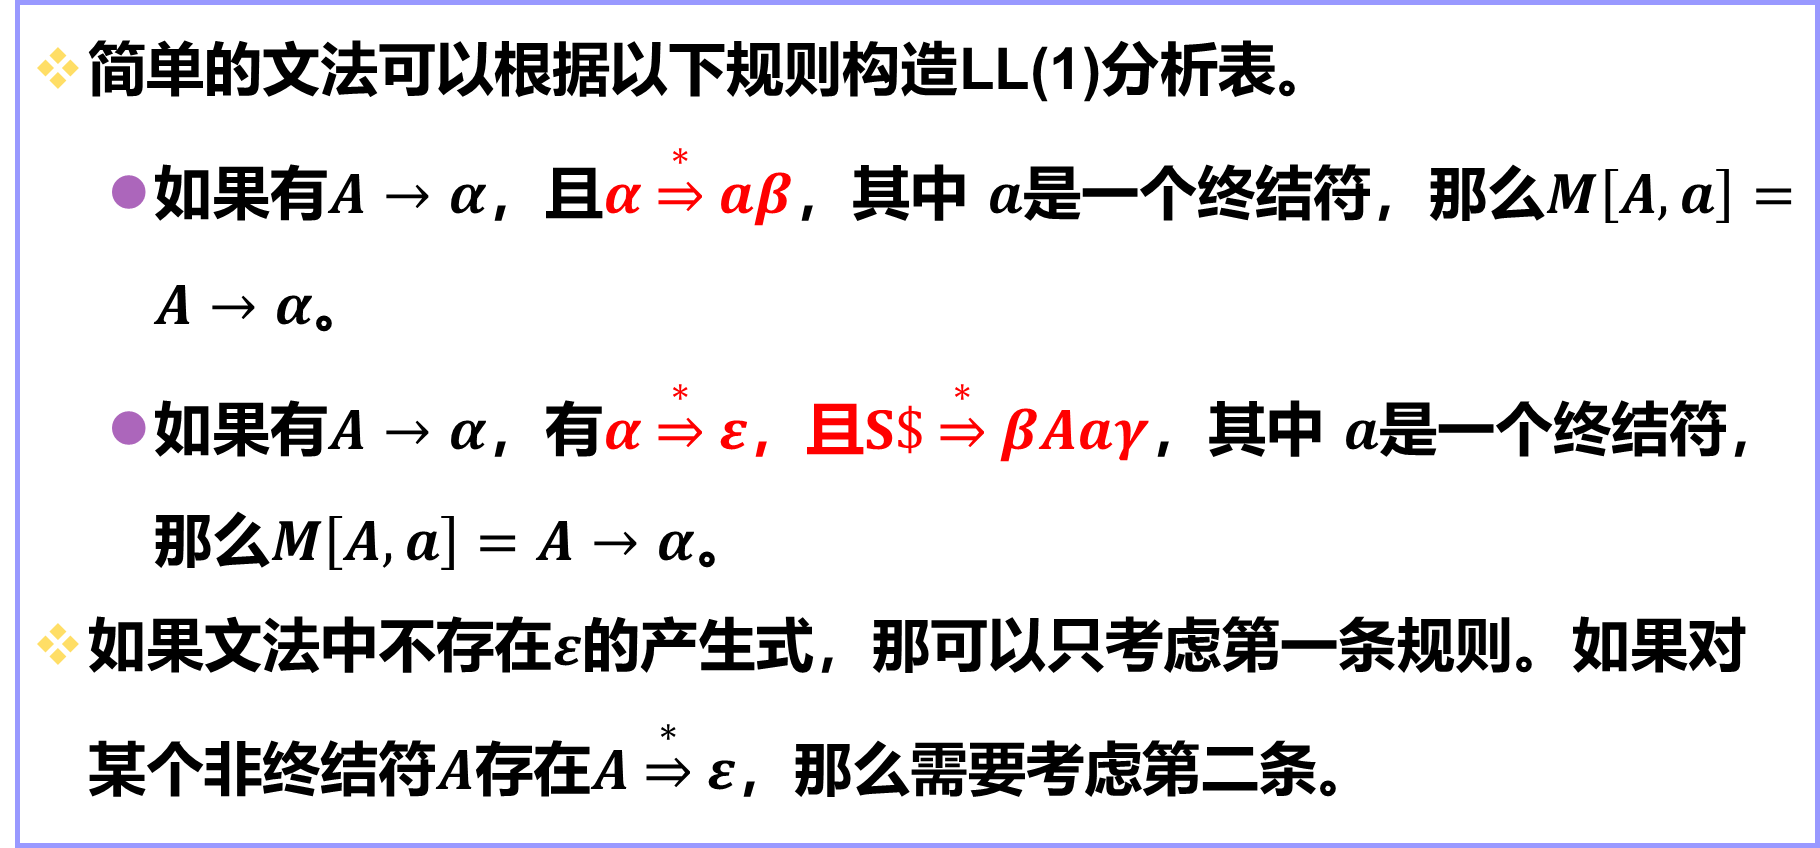 ❖简单的文法可以根据以下规则构造LL(1)分析表。
●如果有A → α，且α ⇒* aβ，其中 a是一个终结符，那么M[A, a] =
A → α。
●如果有A → α，有α ⇒* ε，且S$ ⇒* βAaγ，其中 a是一个终结符，
那么M[A, a] = A → α。
❖如果文法中不存在ε的产生式，那可以只考虑第一条规则。如果对
某个非终结符A存在A ⇒* ε，那么需要考虑第二条。